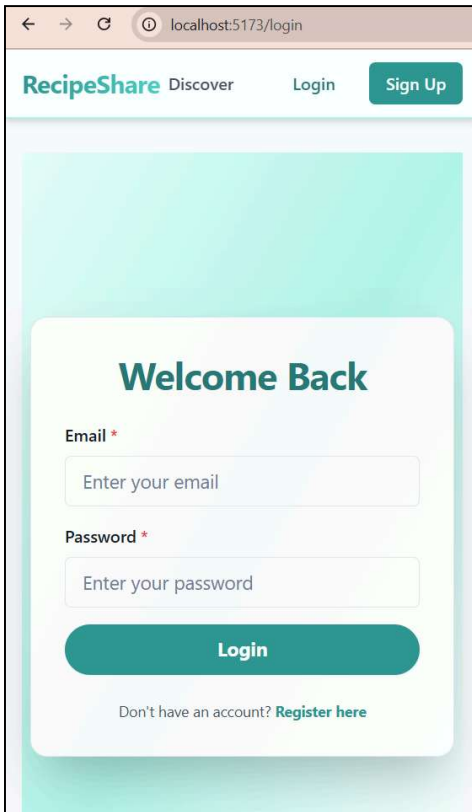 localhost:5173/login
RecipeShare Discover Login Sign Up
Welcome Back
Email *
Enter your email
Password *
Enter your password
Login
Don't have an account? Register here